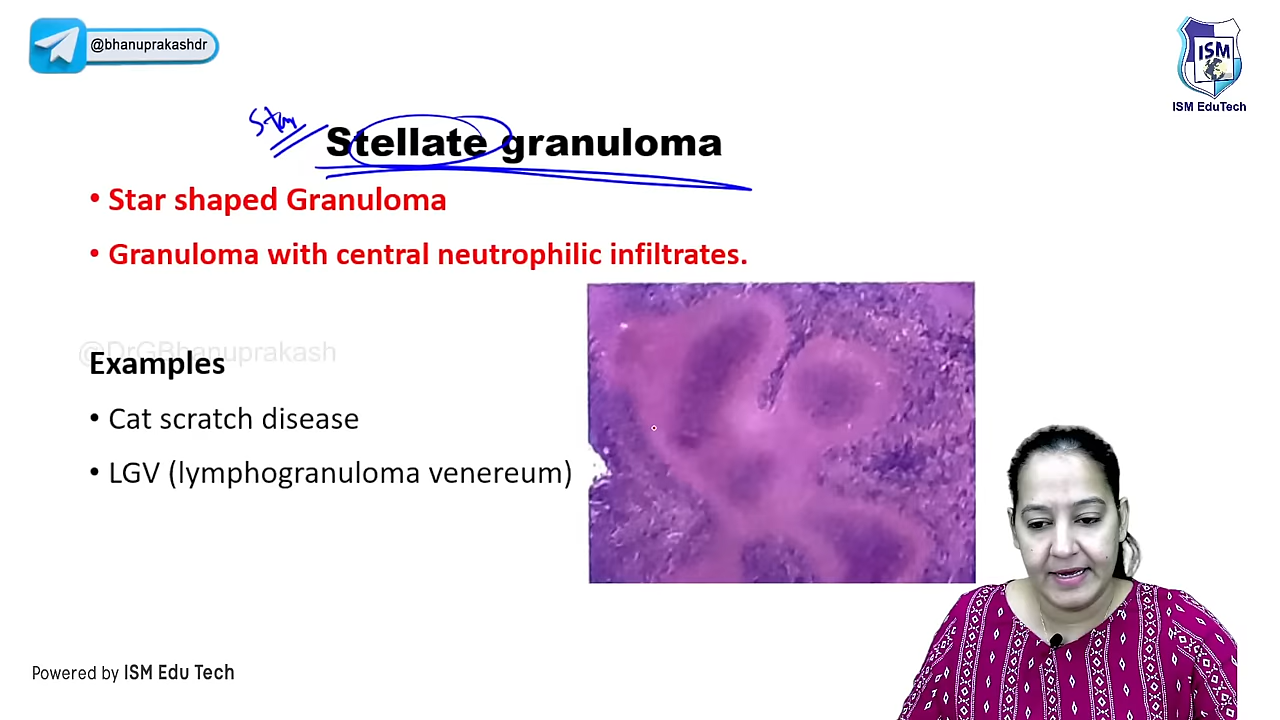 @bhanuprakashdr
ISM
ISM EduTech
Star
Stellate granuloma
• Star shaped Granuloma
• Granuloma with central neutrophilic infiltrates.
@DrGBhanuprakash
Examples
• Cat scratch disease
• LGV (lymphogranuloma venereum)
Powered by ISM Edu Tech